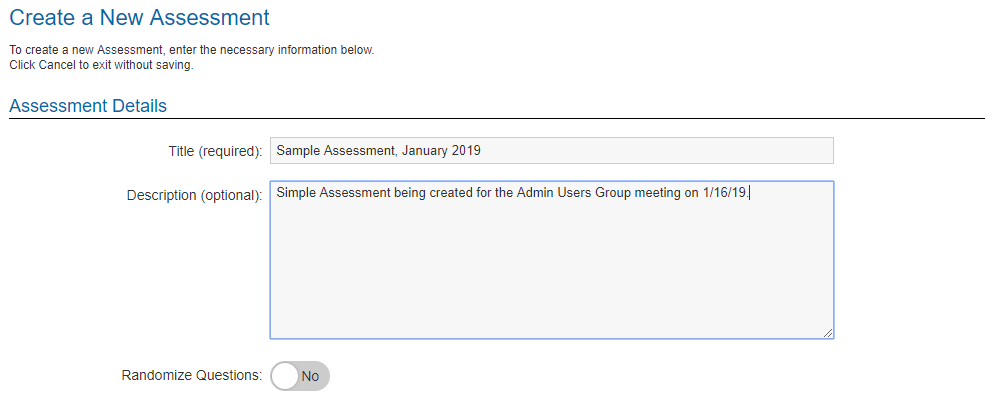 Create a New Assessment
To create a new Assessment, enter the necessary information below.
Click Cancel to exit without saving.
Assessment Details
Title (required): Sample Assessment, January 2019
Description (optional): Simple Assessment being created for the Admin Users Group meeting on 1/16/19.
Randomize Questions: No